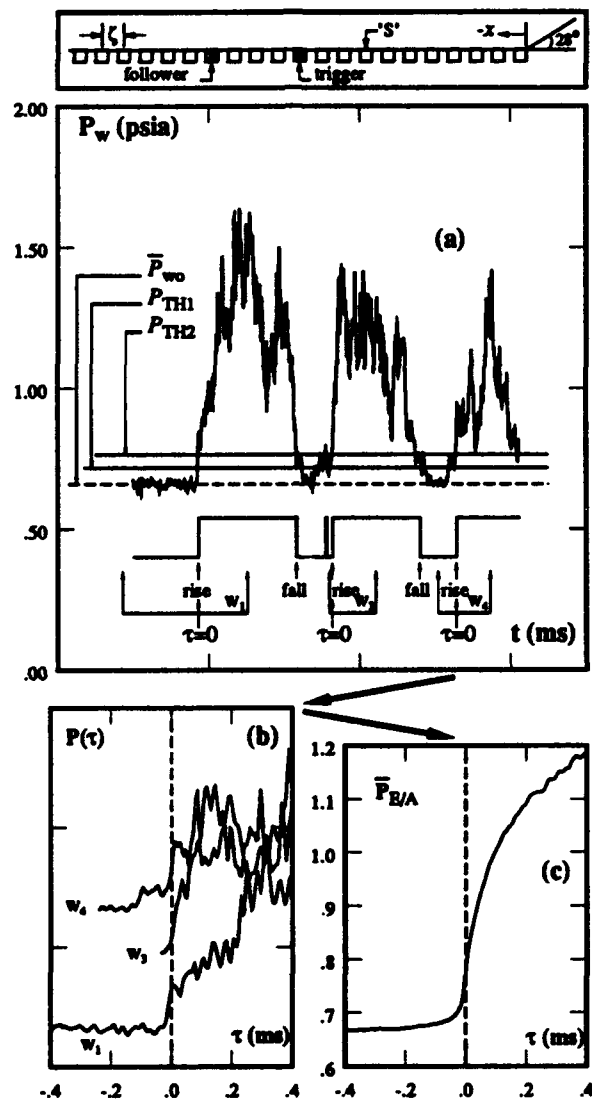 ζ 'S' -x 28°
follower trigger
2.00
P_w (psia)
1.50
(a)
P̅_wo
P_TH1
P_TH2
1.00
.50
rise w_1 fall rise fall rise w_4
τ=0 τ=0 τ=0 t (ms)
.00
P(τ) (b)
w_4
w_3
w_1
τ (ms)
-.4 -.2 .0 .2 .4
1.2
P̅_E/A
1.1
1.0
(c)
.9
.8
.7
τ (ms)
.6
-.4 -.2 .0 .2 .4